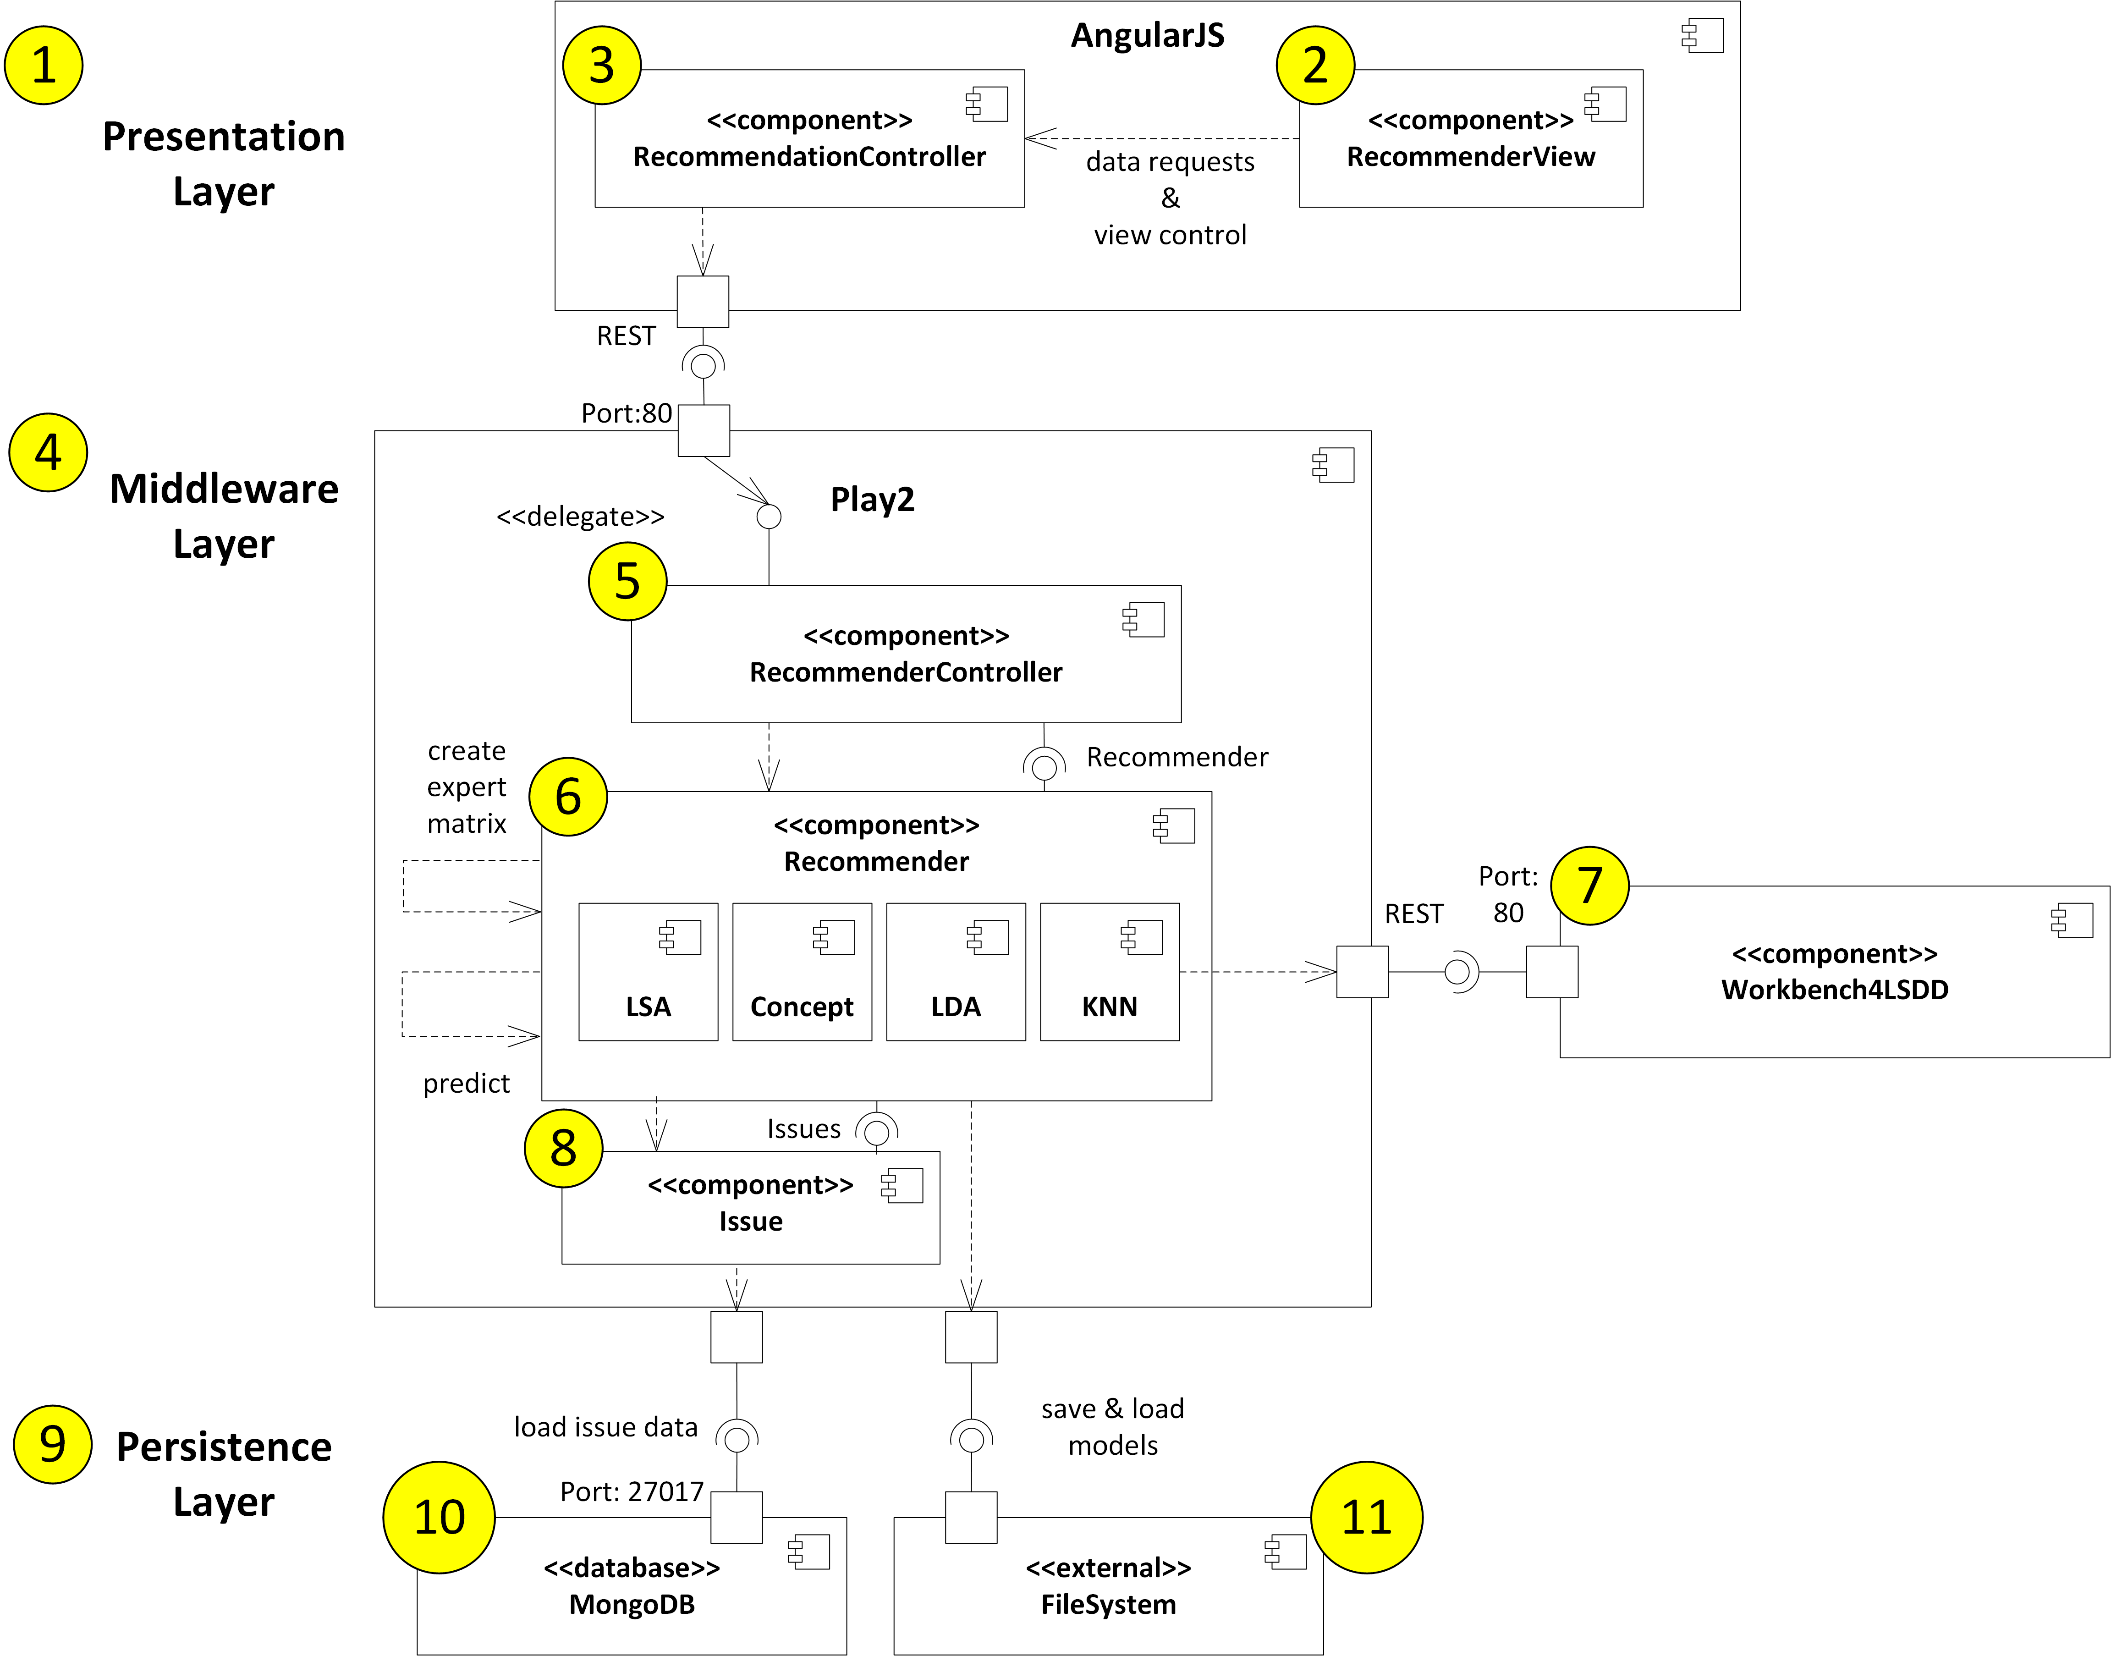 1
Presentation
Layer
AngularJS
3
<<component>>
RecommendationController
2
<<component>>
RecommenderView
data requests
&
view control
REST
Port:80
4
Middleware
Layer
Play2
<<delegate>>
5
<<component>>
RecommenderController
Recommender
create
expert
matrix
6
<<component>>
Recommender
LSA
Concept
LDA
KNN
predict
REST
Port:
80
7
<<component>>
Workbench4LSDD
Issues
8
<<component>>
Issue
9
Persistence
Layer
load issue data
save & load
models
Port: 27017
10
<<database>>
MongoDB
11
<<external>>
FileSystem